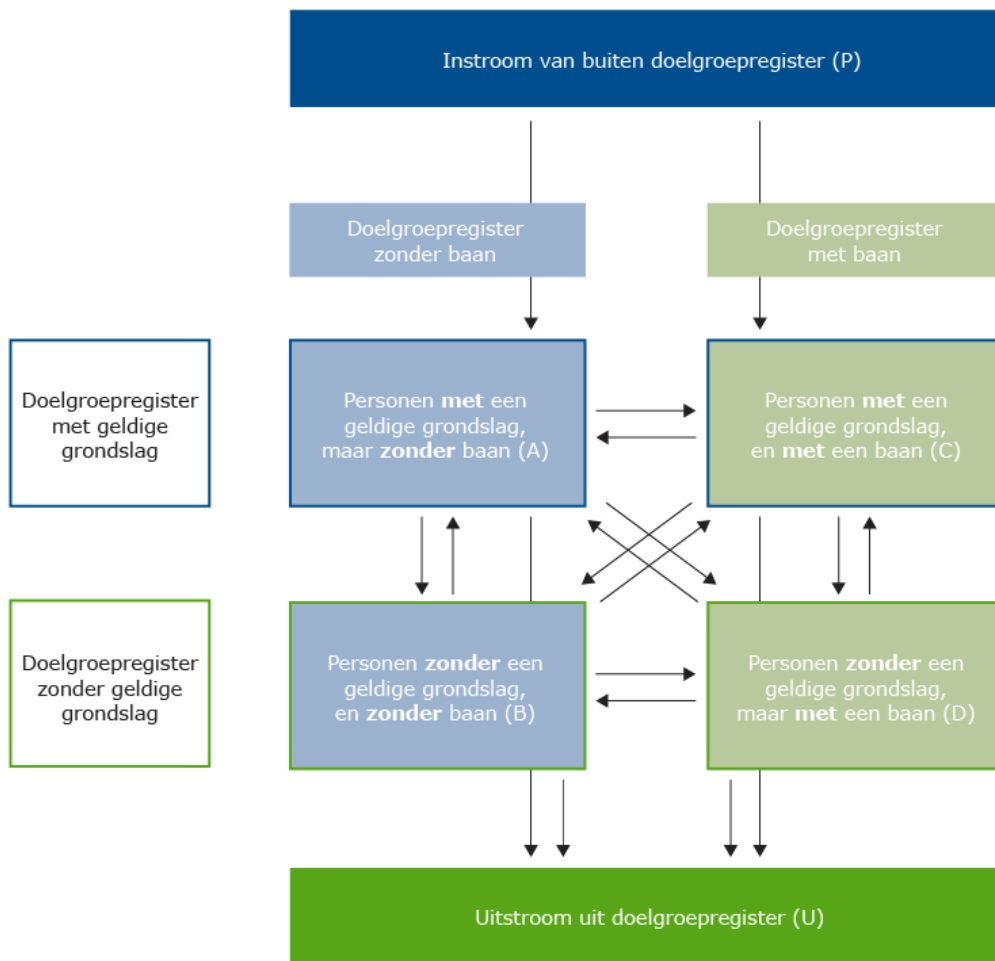 Instroom van buiten doelgroepregister (P)
Doelgroepregister
zonder baan
Doelgroepregister
met baan
Doelgroepregister
met geldige
grondslag
Personen met een
geldige grondslag,
maar zonder baan (A)
Personen met een
geldige grondslag,
en met een baan (C)
Doelgroepregister
zonder geldige
grondslag
Personen zonder een
geldige grondslag,
en zonder baan (B)
Personen zonder een
geldige grondslag,
maar met een baan (D)
Uitstroom uit doelgroepregister (U)